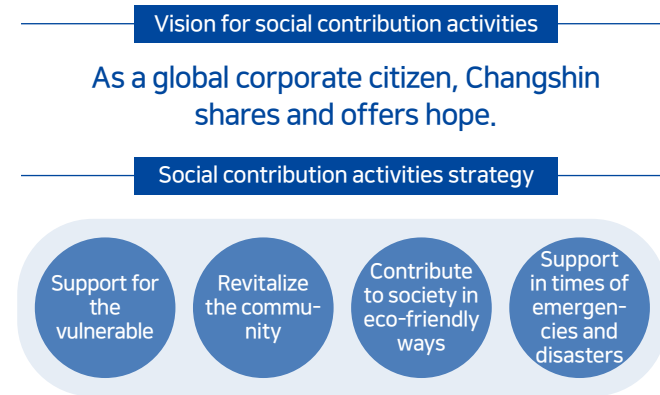 Vision for social contribution activities
As a global corporate citizen, Changshin
shares and offers hope.
Social contribution activities strategy
Support for
the
vulnerable
Revitalize
the commu-
nity
Contribute
to society in
eco-friendly
ways
Support
in times of
emergen-
cies and
disasters